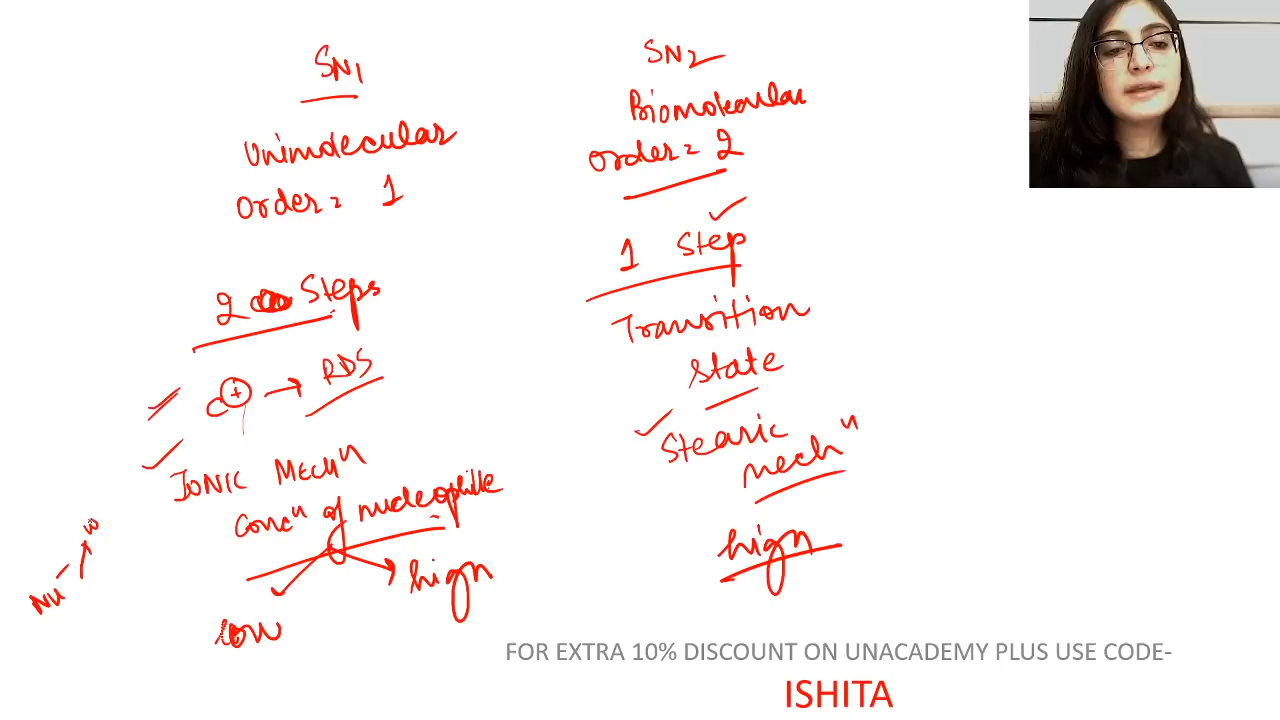 SN1
Unimolecular
Order = 1
2 Steps
C+ → RDS
IONIC MECHⁿ
Concⁿ of nucleophile
low
high
Nu
SN2
Biomolecular
Order = 2
1 Step
Transition
state
Stearic
mechⁿ
high
FOR EXTRA 10% DISCOUNT ON UNACADEMY PLUS USE CODE-
ISHITA